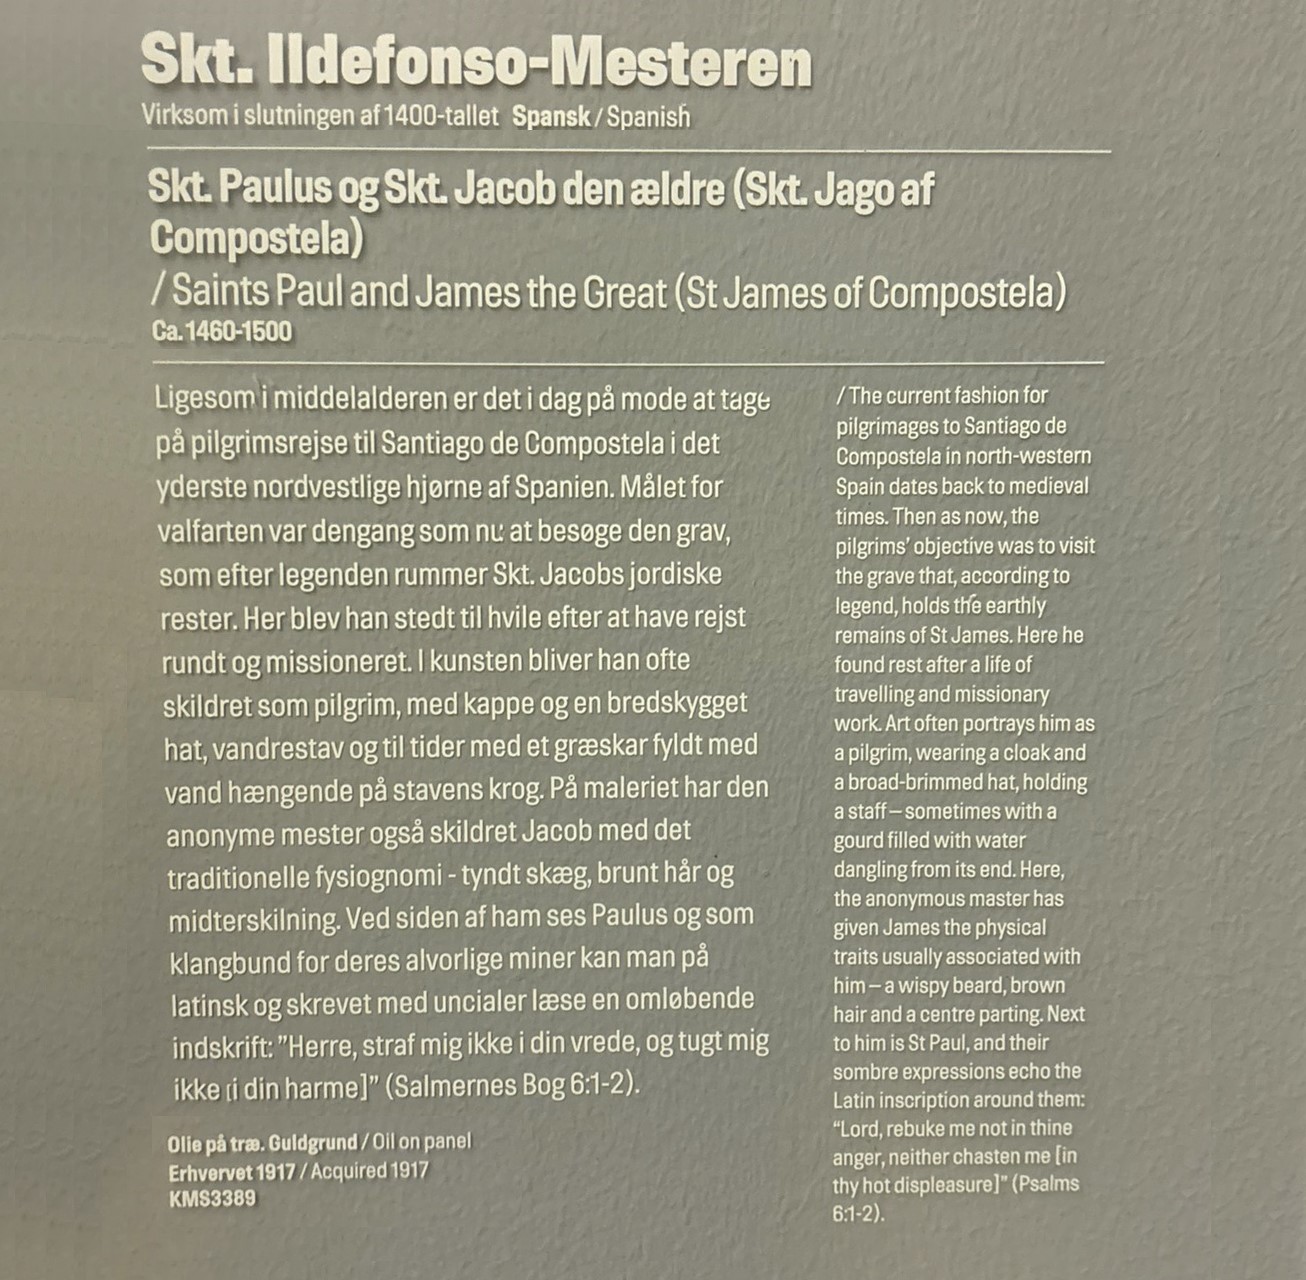 Skt. Ildefonso-Mesteren
Virksom i slutningen af 1400-tallet Spansk / Spanish
Skt. Paulus og Skt. Jacob den ældre (Skt. Jago af
Compostela)
/ Saints Paul and James the Great (St James of Compostela)
Ca. 1460-1500
Ligesom i middelalderen er det i dag på mode at tage
på pilgrimsrejse til Santiago de Compostela i det
yderste nordvestlige hjørne af Spanien. Målet for
valfarten var dengang som nu at besøge den grav,
som efter legenden rummer Skt. Jacobs jordiske
rester. Her blev han stedt til hvile efter at have rejst
rundt og missioneret. I kunsten bliver han ofte
skildret som pilgrim, med kappe og en bredskygget
hat, vandrestav og til tider med et græskar fyldt med
vand hængende på stavens krog. På maleriet har den
anonyme mester også skildret Jacob med det
traditionelle fysiognomi - tyndt skæg, brunt hår og
midterskilning. Ved siden af ham ses Paulus og som
klangbund for deres alvorlige miner kan man på
latinsk og skrevet med uncialer læse en omløbende
indskrift: ”Herre, straf mig ikke i din vrede, og tugt mig
ikke [i din harme]” (Salmernes Bog 6:1-2).
Olie på træ. Guldgrund / Oil on panel
Erhvervet 1917 / Acquired 1917
KMS3389
/ The current fashion for
pilgrimages to Santiago de
Compostela in north-western
Spain dates back to medieval
times. Then as now, the
pilgrims’ objective was to visit
the grave that, according to
legend, holds the earthly
remains of St James. Here he
found rest after a life of
travelling and missionary
work. Art often portrays him as
a pilgrim, wearing a cloak and
a broad-brimmed hat, holding
a staff – sometimes with a
gourd filled with water
dangling from its end. Here,
the anonymous master has
given James the physical
traits usually associated with
him – a wispy beard, brown
hair and a centre parting. Next
to him is St Paul, and their
sombre expressions echo the
Latin inscription around them:
“Lord, rebuke me not in thine
anger, neither chasten me [in
thy hot displeasure]” (Psalms
6:1-2).